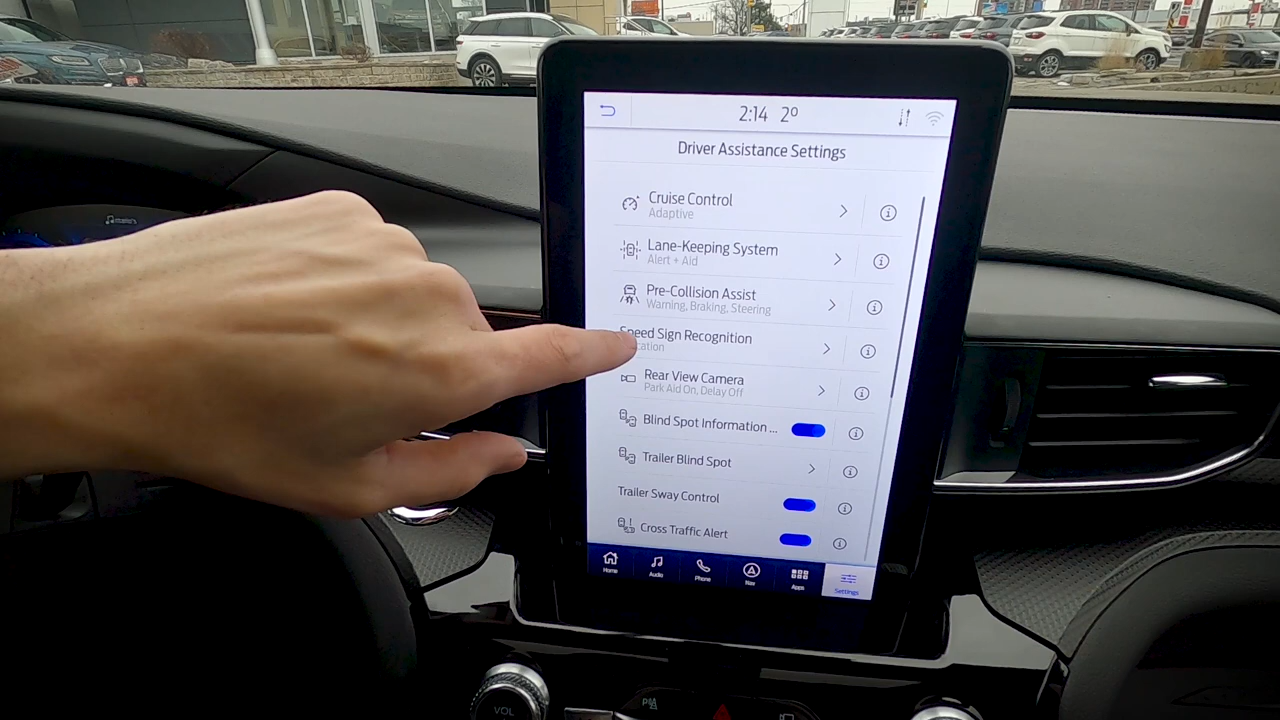 2:14 2º
Driver Assistance Settings
Cruise Control
Adaptive
Lane-Keeping System
Alert + Aid
Pre-Collision Assist
Warning, Braking, Steering
Speed Sign Recognition
Rear View Camera
Park Aid On, Delay Off
Blind Spot Information ...
Trailer Blind Spot
Trailer Sway Control
Cross Traffic Alert
Home Audio Phone Nav Apps Settings
VOL